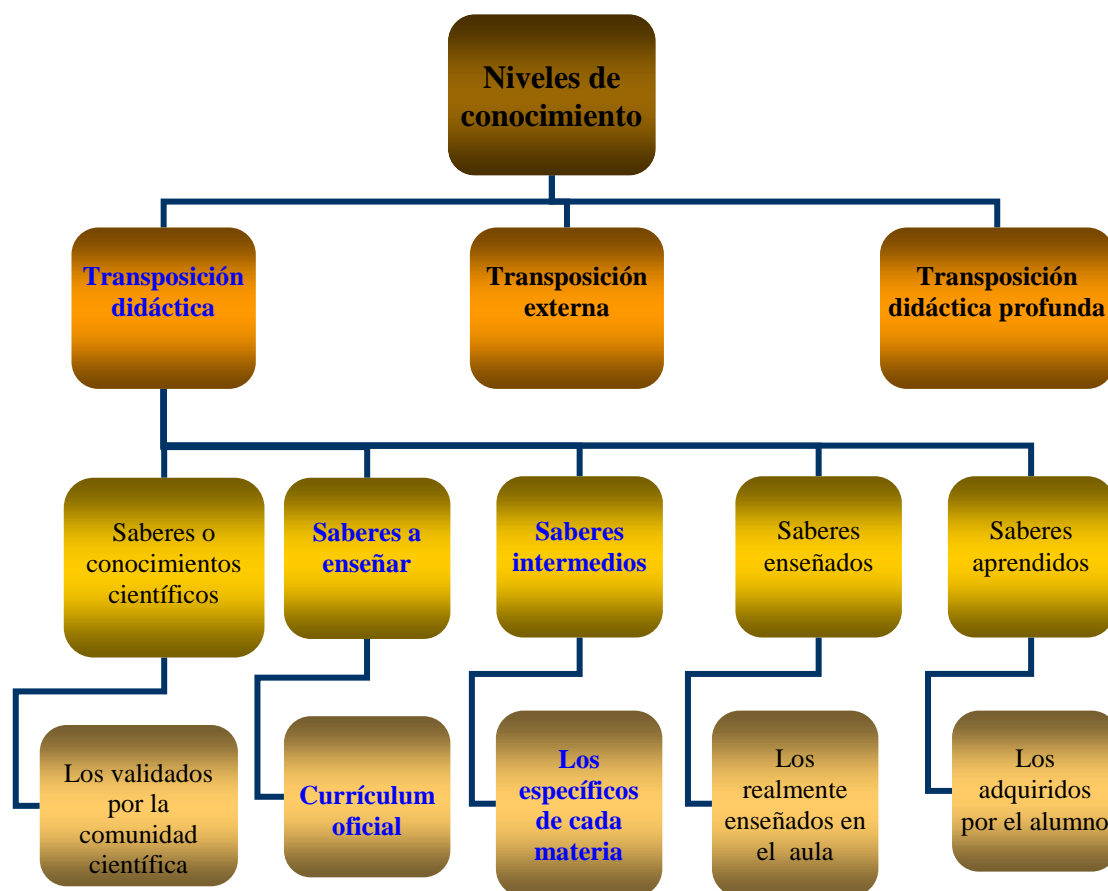 Niveles de
conocimiento
Transposición
didáctica
Transposición
externa
Transposición
didáctica profunda
Saberes o
conocimientos
científicos
Saberes a
enseñar
Saberes
intermedios
Saberes
enseñados
Saberes
aprendidos
Los validados
por la
comunidad
científica
Currículum
oficial
Los
específicos
de cada
materia
Los
realmente
enseñados en
el aula
Los
adquiridos
por el alumno